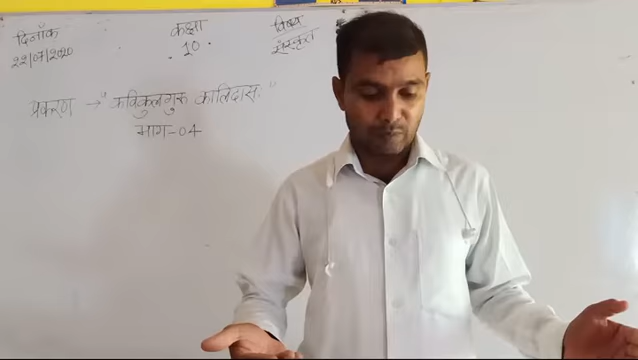 दिनाँक
22/07/2020
कक्षा
10
विषय
संस्कृत
प्रकरण → "कविकुलगुरू कालिदासः"
भाग-04